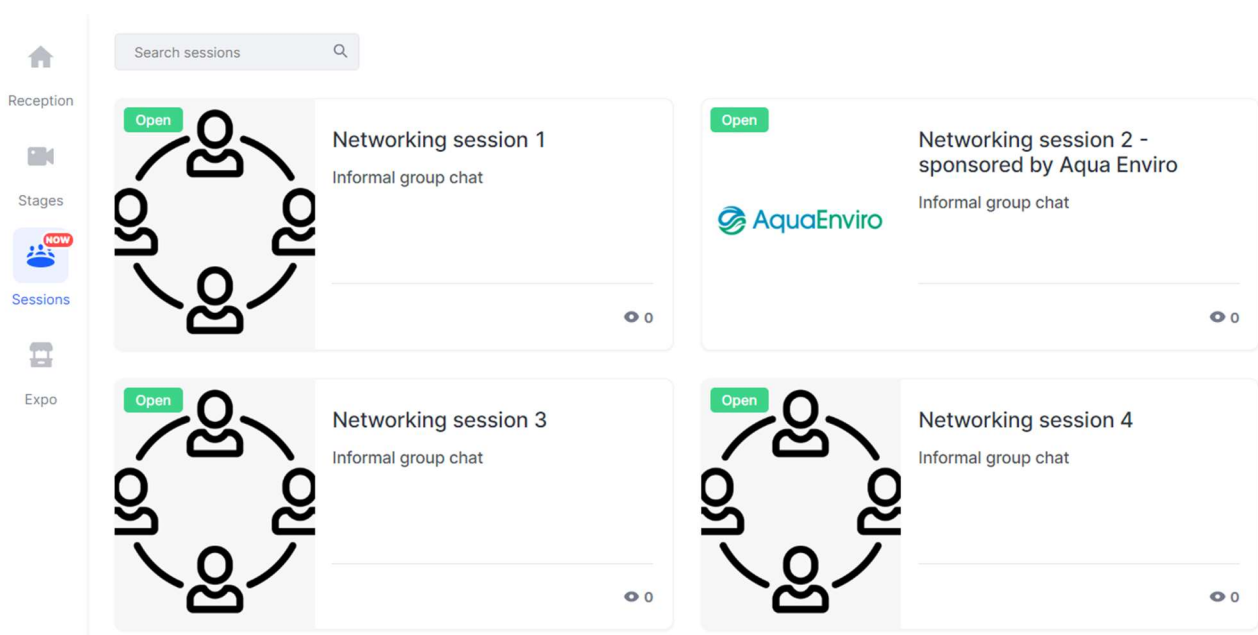 Search sessions
Reception
Stages
NOW
Sessions
Expo
Open
Networking session 1
Informal group chat
0
Open
AquaEnviro
Networking session 2 -
sponsored by Aqua Enviro
Informal group chat
0
Open
Networking session 3
Informal group chat
0
Open
Networking session 4
Informal group chat
0